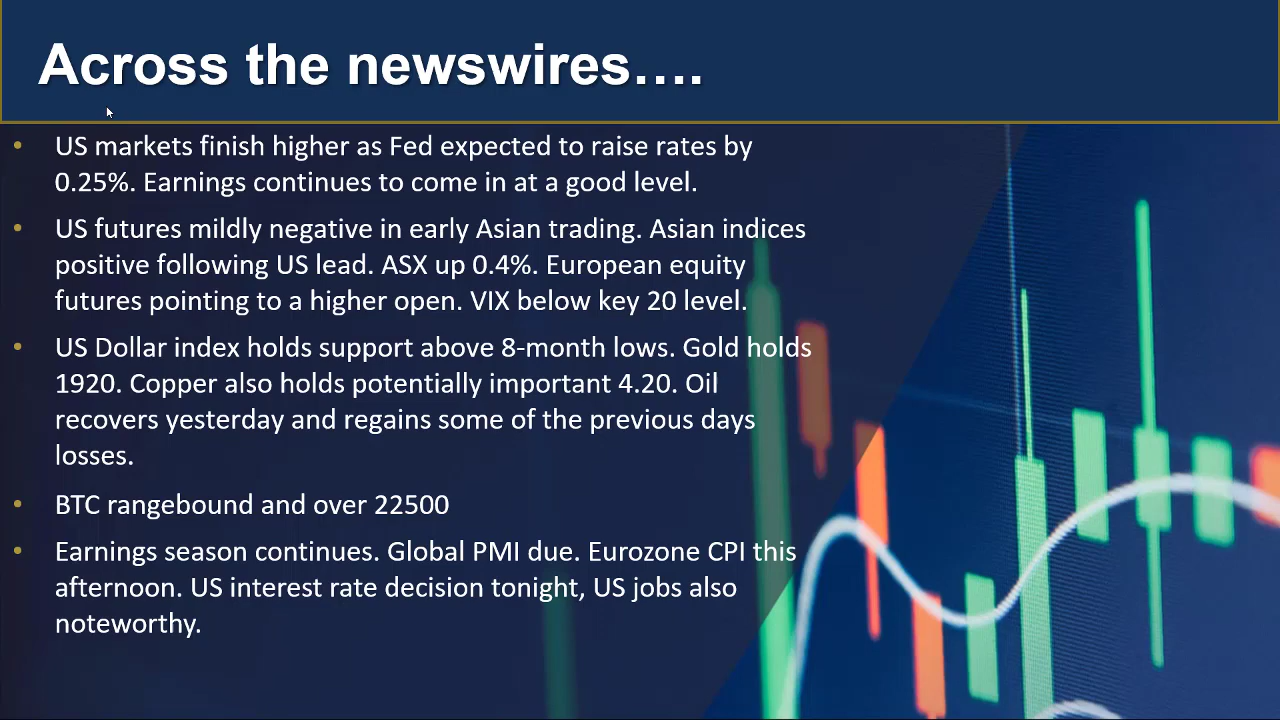 Across the newswires….
• US markets finish higher as Fed expected to raise rates by
0.25%. Earnings continues to come in at a good level.
• US futures mildly negative in early Asian trading. Asian indices
positive following US lead. ASX up 0.4%. European equity
futures pointing to a higher open. VIX below key 20 level.
• US Dollar index holds support above 8-month lows. Gold holds
1920. Copper also holds potentially important 4.20. Oil
recovers yesterday and regains some of the previous days
losses.
• BTC rangebound and over 22500
• Earnings season continues. Global PMI due. Eurozone CPI this
afternoon. US interest rate decision tonight, US jobs also
noteworthy.